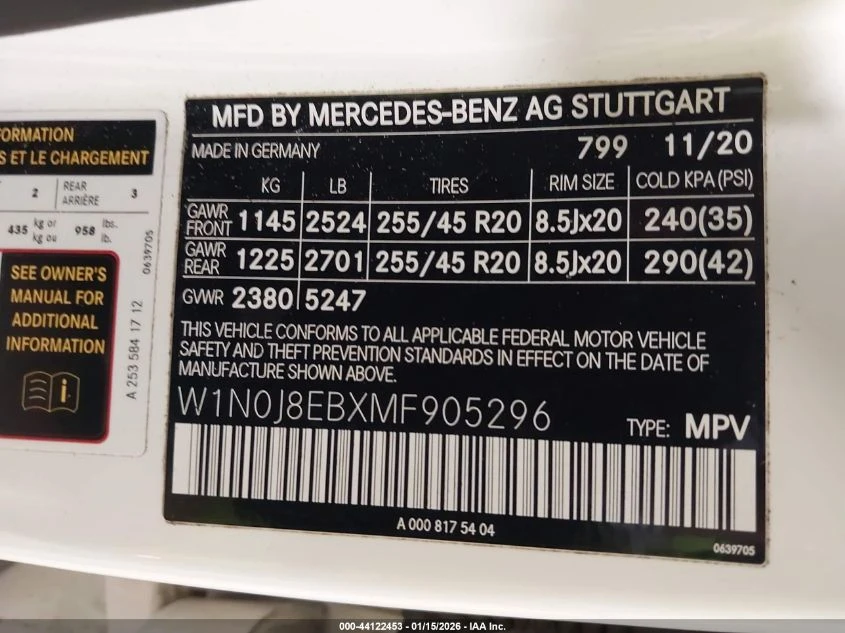 ORMATION
S ET LE CHARGEMENT
2 REAR ARRIÈRE 3
435 kg or kg ou 958 lbs. lb.
SEE OWNER'S
MANUAL FOR
ADDITIONAL
INFORMATION
A 253 584 17 12
0639705
MFD BY MERCEDES-BENZ AG STUTTGART
MADE IN GERMANY 799 11/20
KG LB TIRES RIM SIZE COLD KPA(PSI)
GAWR FRONT 1145 2524 255/45 R20 8.5Jx20 240(35)
GAWR REAR 1225 2701 255/45 R20 8.5Jx20 290(42)
GVWR 2380 5247
THIS VEHICLE CONFORMS TO ALL APPLICABLE FEDERAL MOTOR VEHICLE
SAFETY AND THEFT PREVENTION STANDARDS IN EFFECT ON THE DATE OF
MANUFACTURE SHOWN ABOVE.
W1N0J8EBXMF905296
TYPE: MPV
A 000 817 54 04
0639705
000-44122453 - 01/15/2026 - IAA Inc.